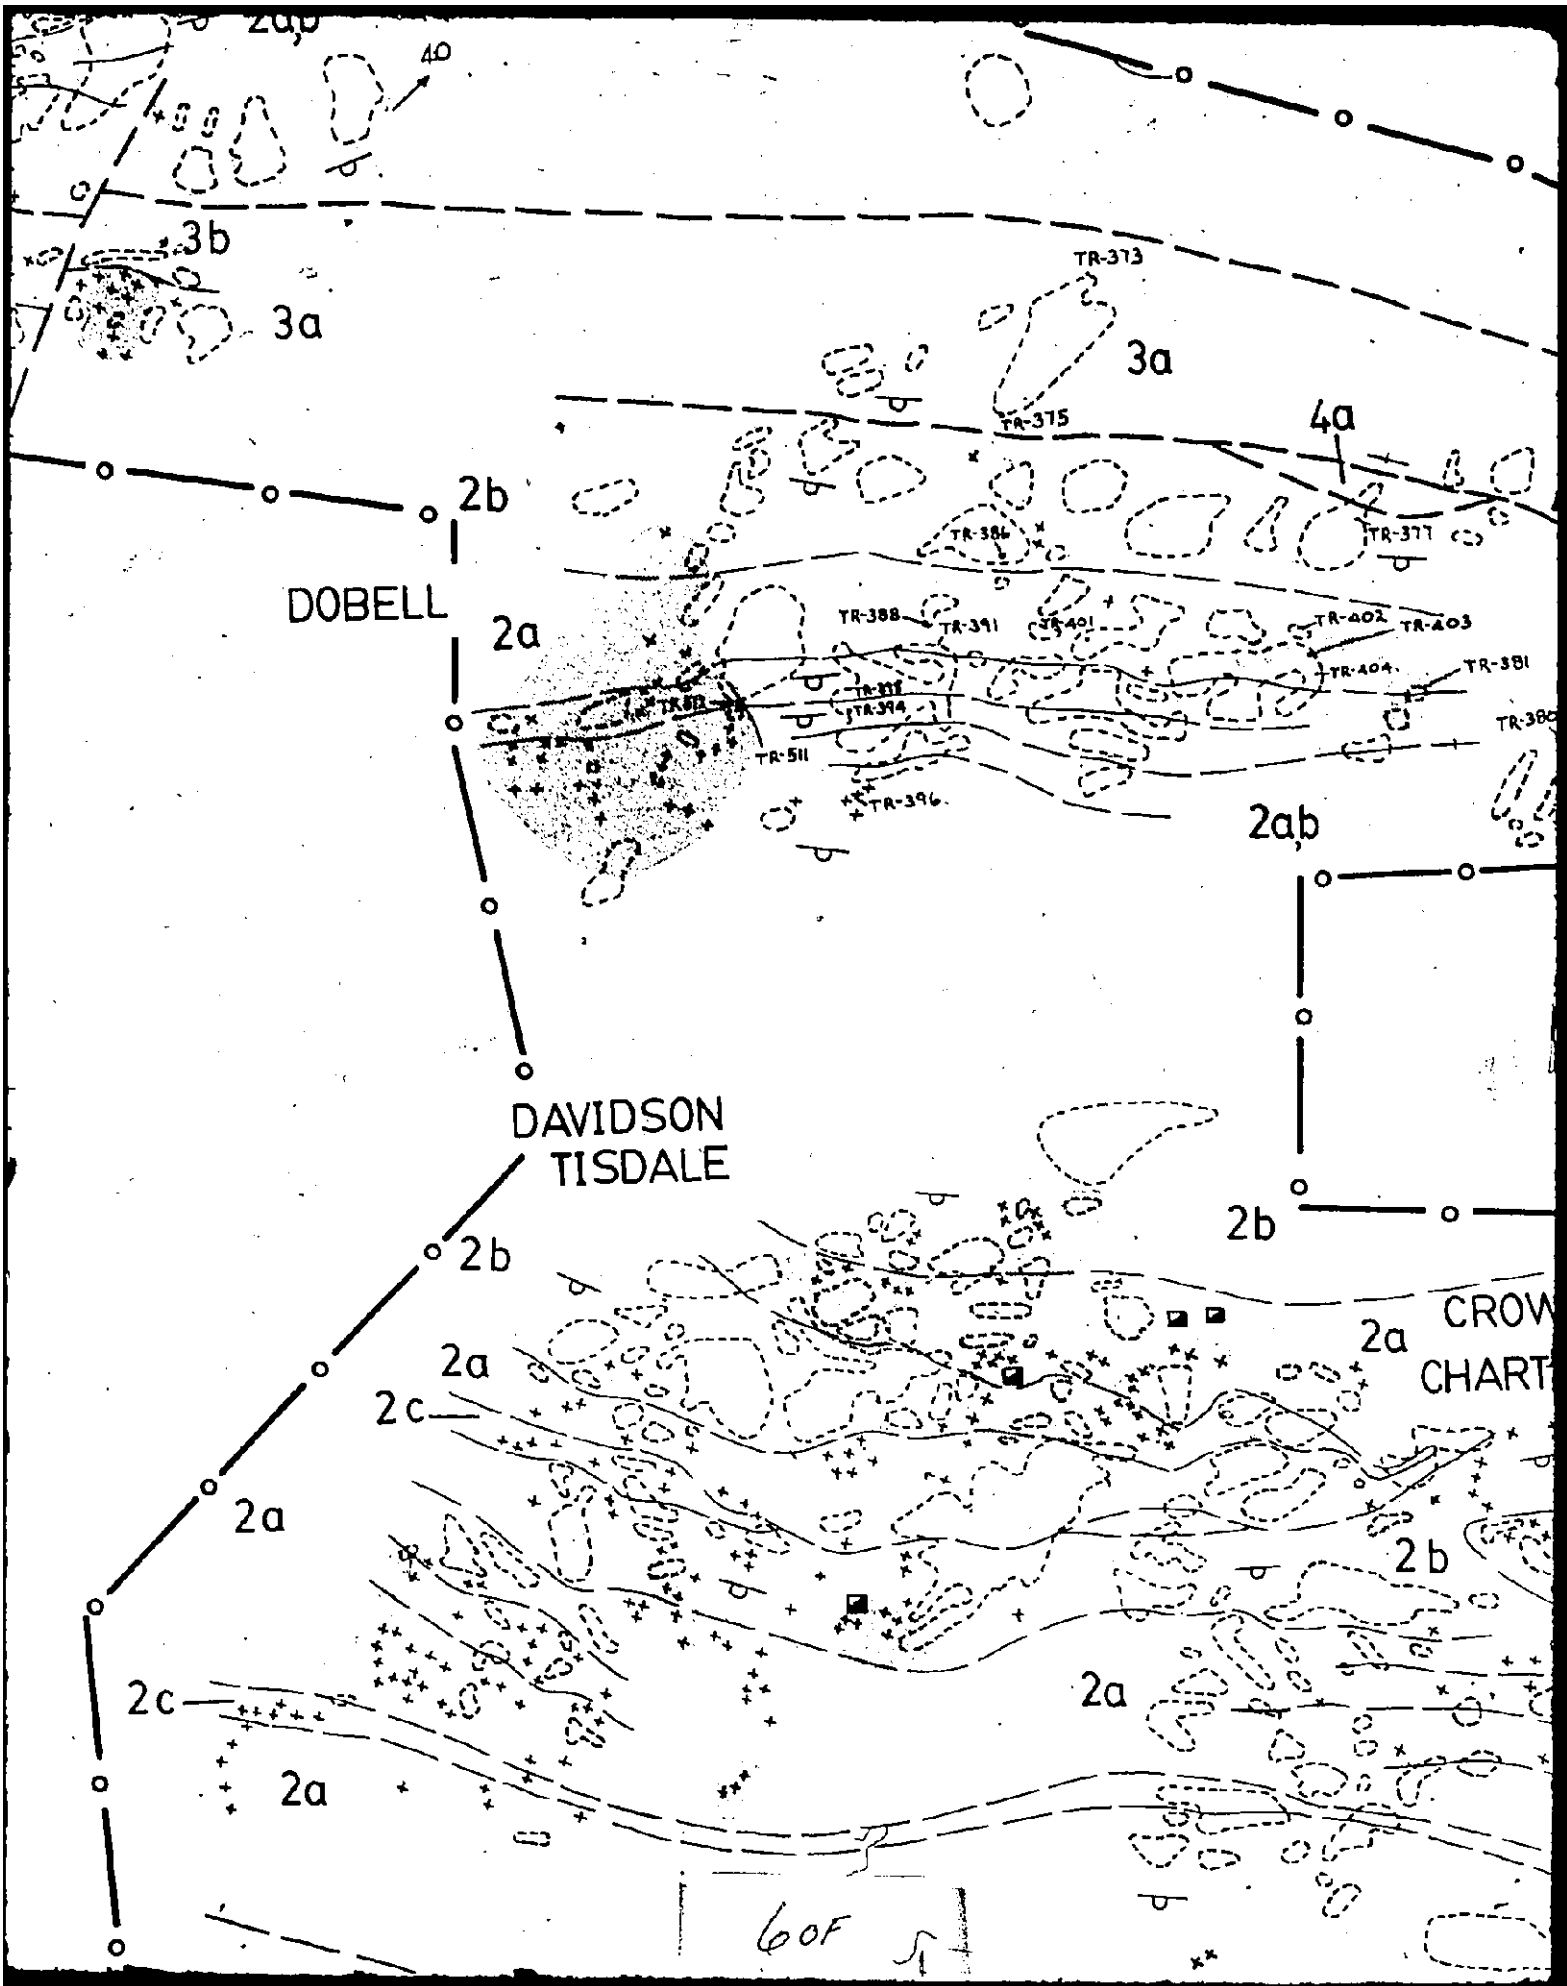 2a,b
40
3b
TR-373
3a
3a
TR-375
4a
2b
TR-386
TR-377
DOBELL
2a
TR-388
TR-391
TR-401
TR-402
TR-403
TR-404
TR-381
TR-394
TR-380
TR-511
TR-396
2a,b
DAVIDSON
TISDALE
2b
2b
2a
CROW
2a
CHART
2c
2a
2b
2a
2c
2a
6 OF